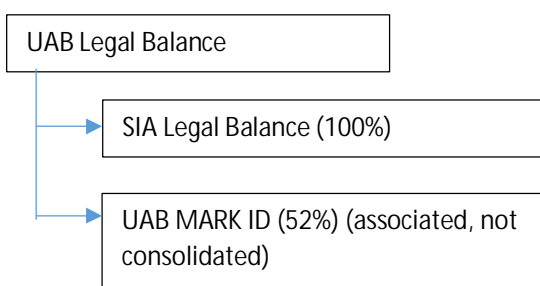 UAB Legal Balance
SIA Legal Balance (100%)
UAB MARK ID (52%) (associated, not
consolidated)